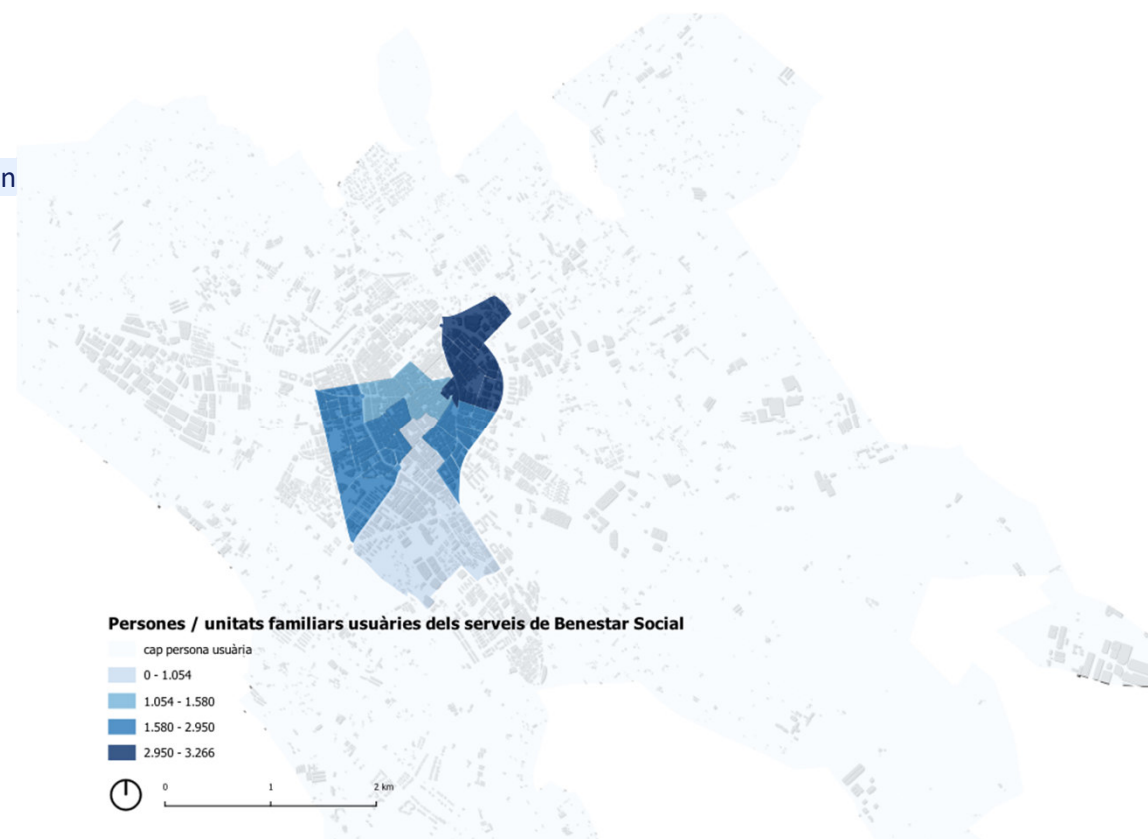 n
Persones / unitats familiars usuàries dels serveis de Benestar Social
cap persona usuària
0 - 1.054
1.054 - 1.580
1.580 - 2.950
2.950 - 3.266
0 1 2 km